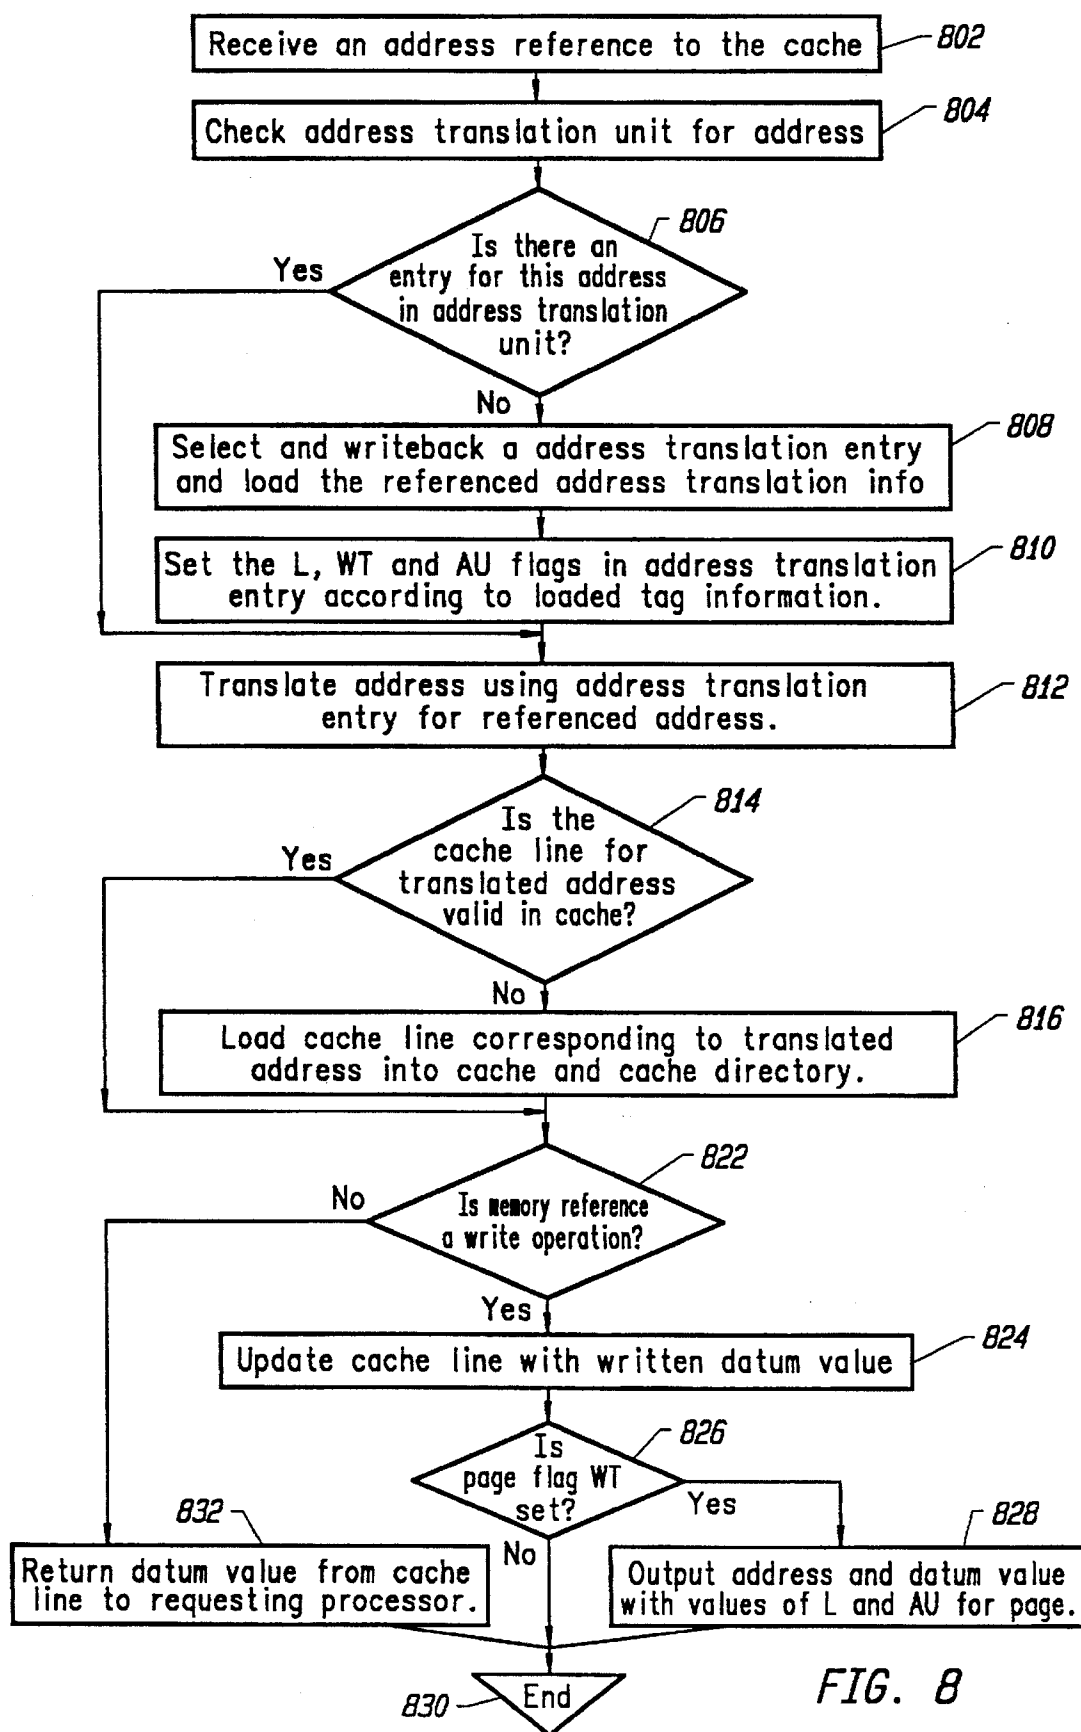 Receive an address reference to the cache
802
Check address translation unit for address
804
806
Is there an
entry for this address
in address translation
unit?
Yes
No
Select and writeback a address translation entry
and load the referenced address translation info
808
Set the L, WT and AU flags in address translation
entry according to loaded tag information.
810
Translate address using address translation
entry for referenced address.
812
814
Is the
cache line for
translated address
valid in cache?
Yes
No
Load cache line corresponding to translated
address into cache and cache directory.
816
822
Is memory reference
a write operation?
No
Yes
Update cache line with written datum value
824
826
Is
page flag WT
set?
Yes
No
832
Return datum value from cache
line to requesting processor.
828
Output address and datum value
with values of L and AU for page.
830
End
FIG. 8